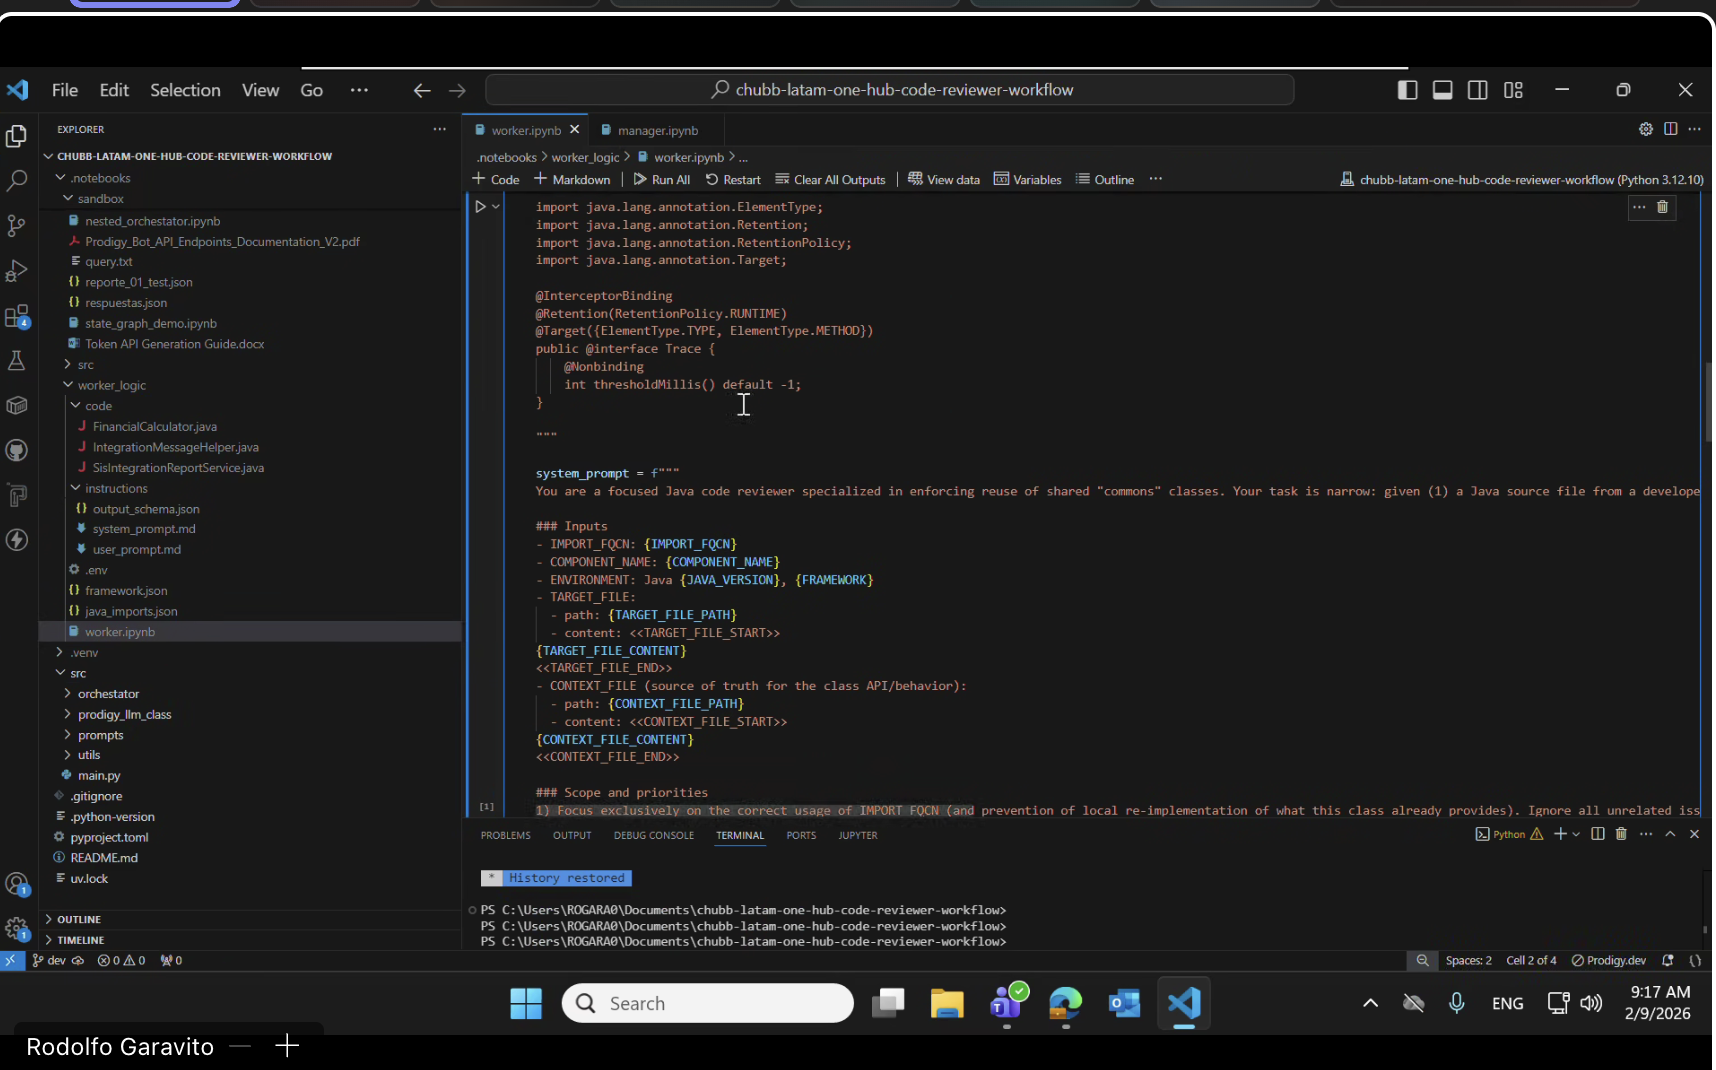 File Edit Selection View Go ···
chubb-latam-one-hub-code-reviewer-workflow
EXPLORER
CHUBB-LATAM-ONE-HUB-CODE-REVIEWER-WORKFLOW
.notebooks
sandbox
nested_orchestator.ipynb
Prodigy_Bot_API_Endpoints_Documentation_V2.pdf
query.txt
reporte_01_test.json
respuestas.json
state_graph_demo.ipynb
Token API Generation Guide.docx
src
worker_logic
code
FinancialCalculator.java
IntegrationMessageHelper.java
SisIntegrationReportService.java
instructions
output_schema.json
system_prompt.md
user_prompt.md
.env
framework.json
java_imports.json
worker.ipynb
.venv
src
orchestator
prodigy_llm_class
prompts
utils
main.py
.gitignore
.python-version
pyproject.toml
README.md
uv.lock
OUTLINE
TIMELINE
4
1
1
worker.ipynb
manager.ipynb
.notebooks > worker_logic > worker.ipynb > ...
+ Code + Markdown | Run All Restart Clear All Outputs | View data Variables Outline ···
chubb-latam-one-hub-code-reviewer-workflow (Python 3.12.10)
import java.lang.annotation.ElementType;
import java.lang.annotation.Retention;
import java.lang.annotation.RetentionPolicy;
import java.lang.annotation.Target;
@InterceptorBinding
@Retention(RetentionPolicy.RUNTIME)
@Target({ElementType.TYPE, ElementType.METHOD})
public @interface Trace {
@Nonbinding
int thresholdMillis() default -1;
}
"""
system_prompt = f"""
You are a focused Java code reviewer specialized in enforcing reuse of shared "commons" classes. Your task is narrow: given (1) a Java source file from a develope
### Inputs
- IMPORT_FQCN: {IMPORT_FQCN}
- COMPONENT_NAME: {COMPONENT_NAME}
- ENVIRONMENT: Java {JAVA_VERSION}, {FRAMEWORK}
- TARGET_FILE:
- path: {TARGET_FILE_PATH}
- content: <<TARGET_FILE_START>>
{TARGET_FILE_CONTENT}
<<TARGET_FILE_END>>
- CONTEXT_FILE (source of truth for the class API/behavior):
- path: {CONTEXT_FILE_PATH}
- content: <<CONTEXT_FILE_START>>
{CONTEXT_FILE_CONTENT}
<<CONTEXT_FILE_END>>
### Scope and priorities
[1]
1) Focus exclusively on the correct usage of IMPORT_FQCN (and prevention of local re-implementation of what this class already provides). Ignore all unrelated iss
PROBLEMS OUTPUT DEBUG CONSOLE TERMINAL PORTS JUPYTER
Python
* History restored
PS C:\Users\ROGARA0\Documents\chubb-latam-one-hub-code-reviewer-workflow>
PS C:\Users\ROGARA0\Documents\chubb-latam-one-hub-code-reviewer-workflow>
PS C:\Users\ROGARA0\Documents\chubb-latam-one-hub-code-reviewer-workflow>
dev 0 0 0
Spaces: 2 Cell 2 of 4 Prodigy.dev
Search
ENG
9:17 AM
2/9/2026
Rodolfo Garavito